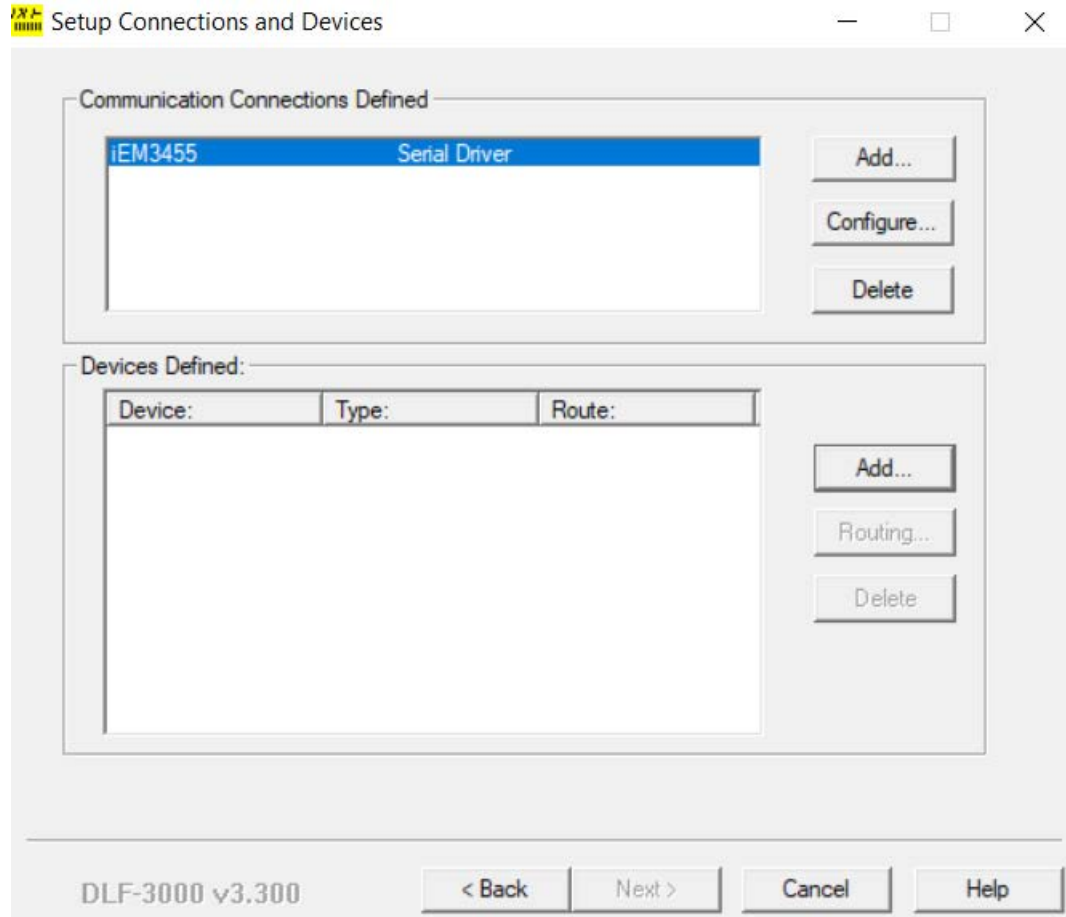 Setup Connections and Devices
Communication Connections Defined
iEM3455 Serial Driver
Add...
Configure...
Delete
Devices Defined:
Device: Type: Route:
Add...
Routing...
Delete
DLF-3000 v3.300 < Back Next > Cancel Help